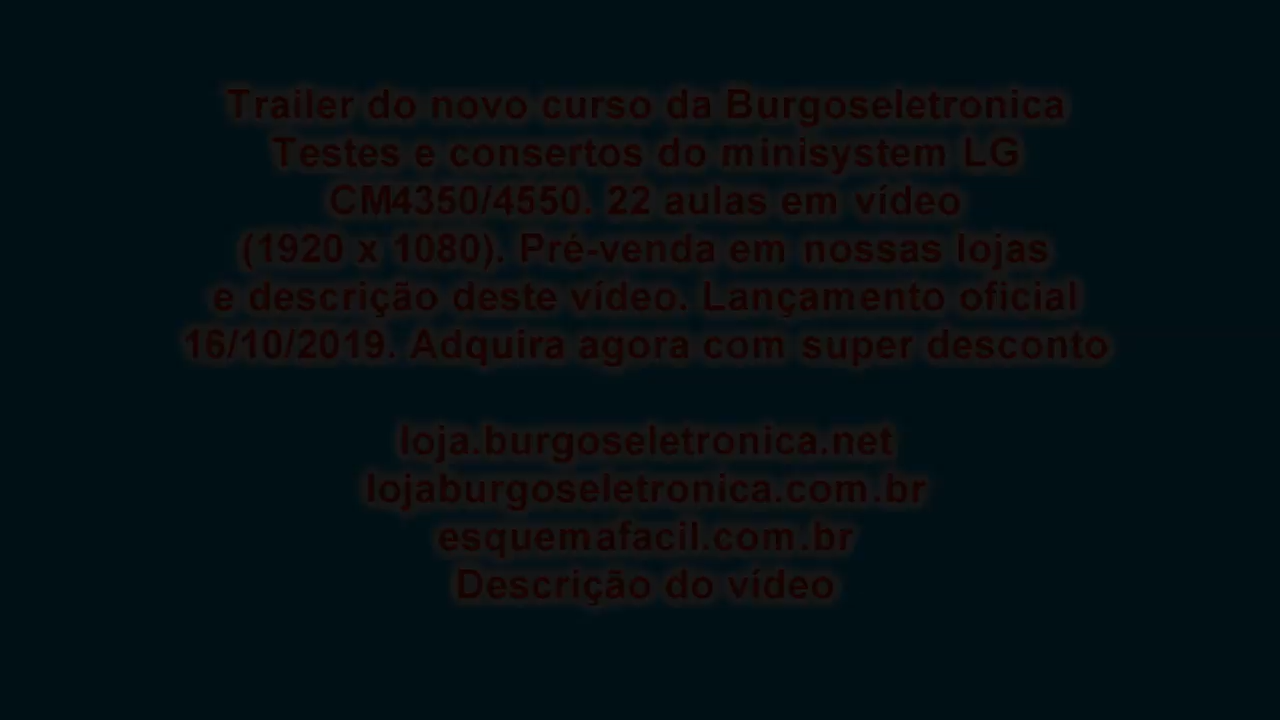 Trailer do novo curso da Burgoseletronica
Testes e consertos do minisystem LG
CM4350/4550. 22 aulas em vídeo
(1920 x 1080). Pré-venda em nossas lojas
e descrição deste vídeo. Lançamento oficial
16/10/2019. Adquira agora com super desconto
loja.burgoseletronica.net
lojaburgoseletronica.com.br
esquemafacil.com.br
Descrição do vídeo